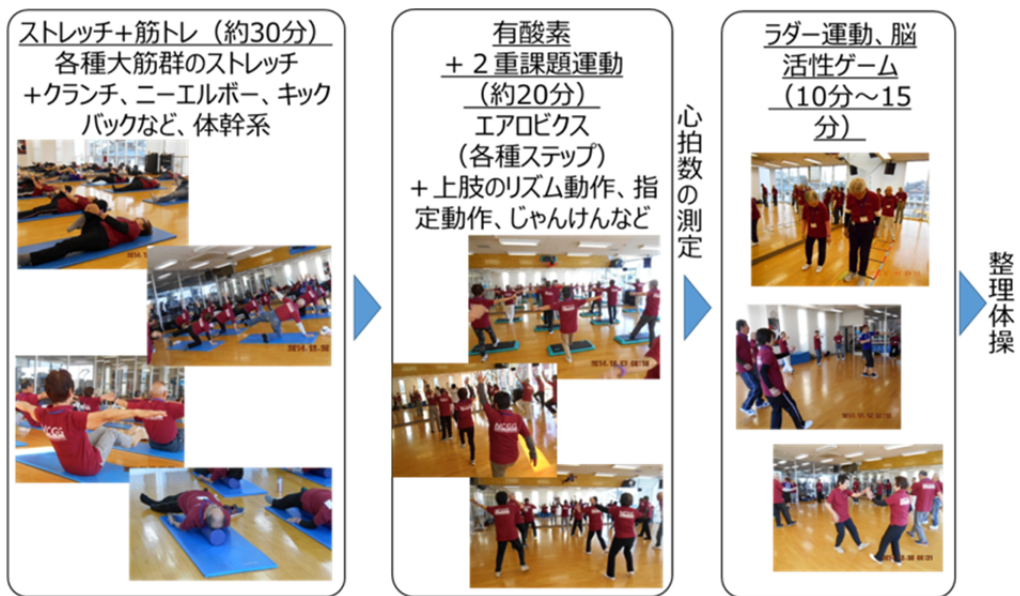 ストレッチ+筋トレ（約30分）
各種大筋群のストレッチ
+クランチ、ニーエルボー、キック
バックなど、体幹系
有酸素
+２重課題運動
（約20分）
エアロビクス
（各種ステップ）
+上肢のリズム動作、指
定動作、じゃんけんなど
心拍数の測定
ラダー運動、脳
活性ゲーム
（10分～15
分）
整理体操
NCGG